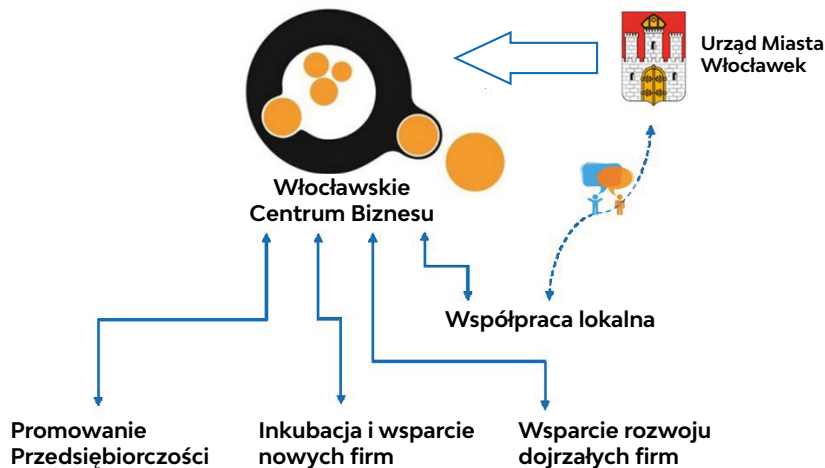 Urząd Miasta
Włocławek
Włocławskie
Centrum Biznesu
Współpraca lokalna
Promowanie
Przedsiębiorczości
Inkubacja i wsparcie
nowych firm
Wsparcie rozwoju
dojrzałych firm